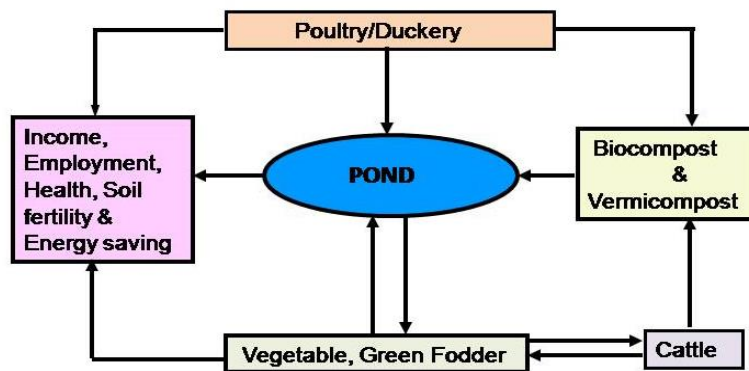 Poultry/Duckery
Income,
Employment,
Health, Soil
fertility &
Energy saving
POND
Biocompost
&
Vermicompost
Vegetable, Green Fodder
Cattle